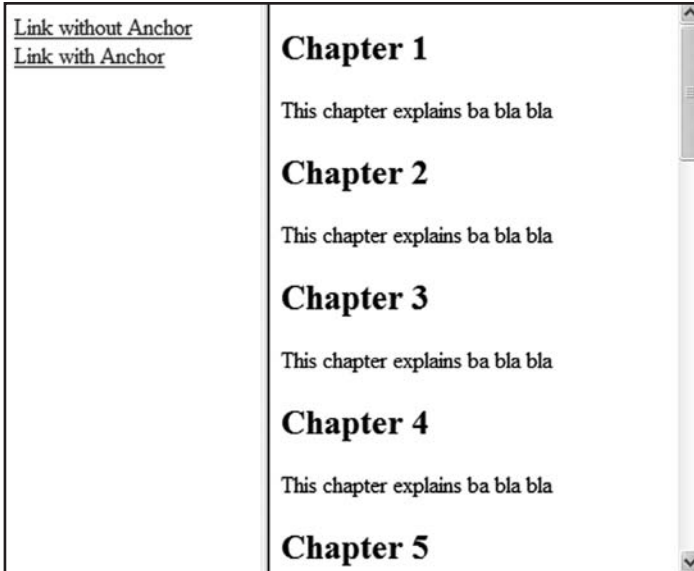 Link without Anchor
Link with Anchor
Chapter 1
This chapter explains ba bla bla
Chapter 2
This chapter explains ba bla bla
Chapter 3
This chapter explains ba bla bla
Chapter 4
This chapter explains ba bla bla
Chapter 5